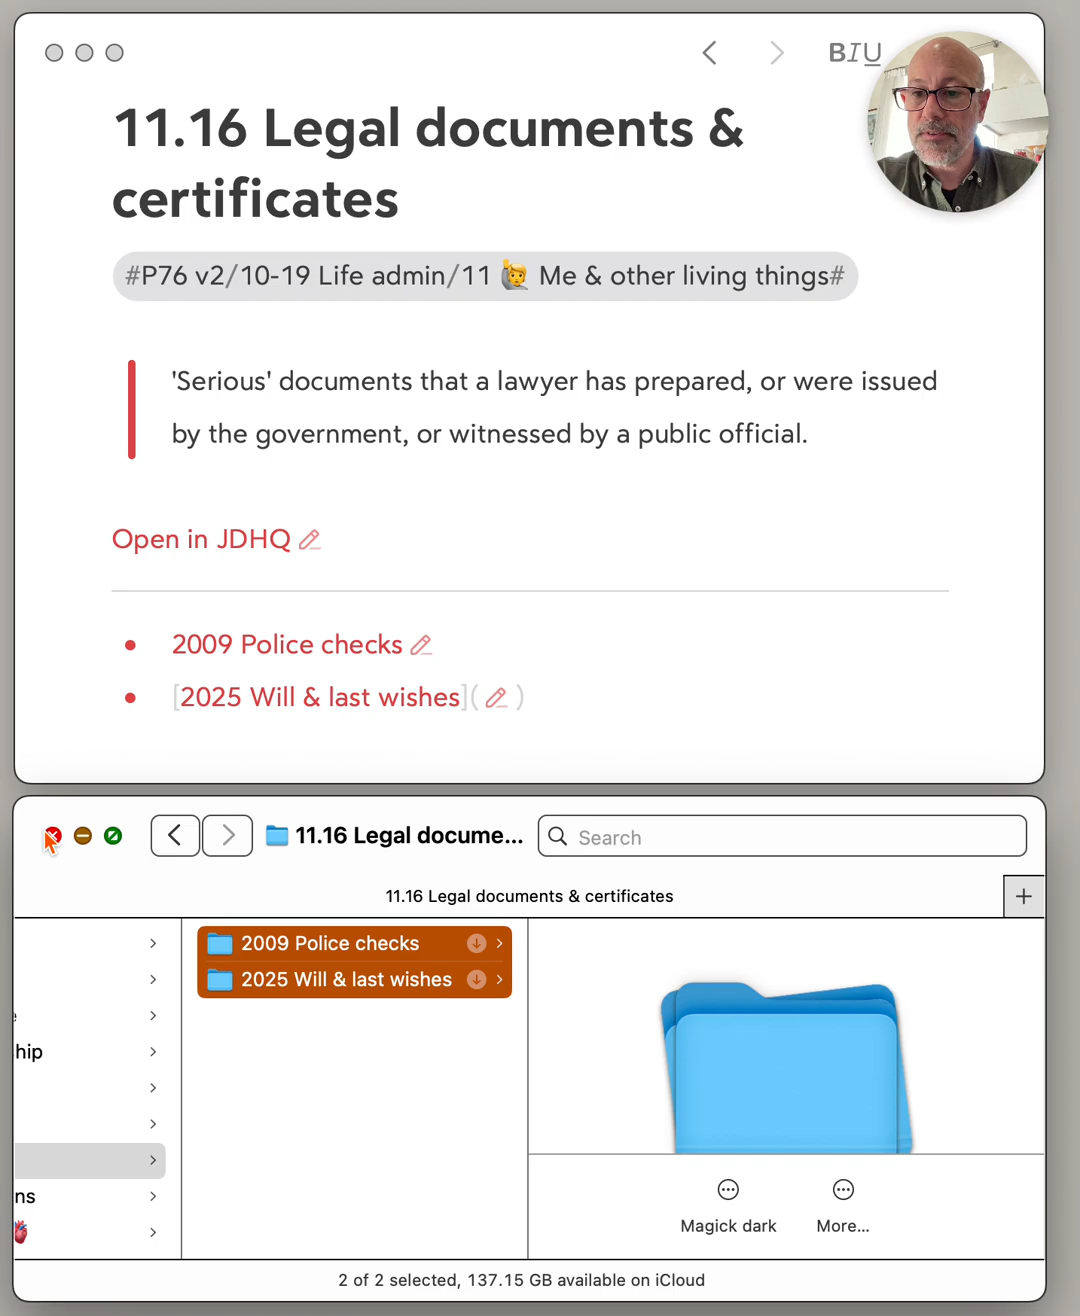 BIU
11.16 Legal documents &
certificates
#P76 v2/10-19 Life admin/11 🙋 Me & other living things#
'Serious' documents that a lawyer has prepared, or were issued
by the government, or witnessed by a public official.
Open in JDHQ
2009 Police checks
[2025 Will & last wishes]( )
11.16 Legal docume...
Search
11.16 Legal documents & certificates
2009 Police checks
2025 Will & last wishes
hip
ns
Magick dark
More...
2 of 2 selected, 137.15 GB available on iCloud